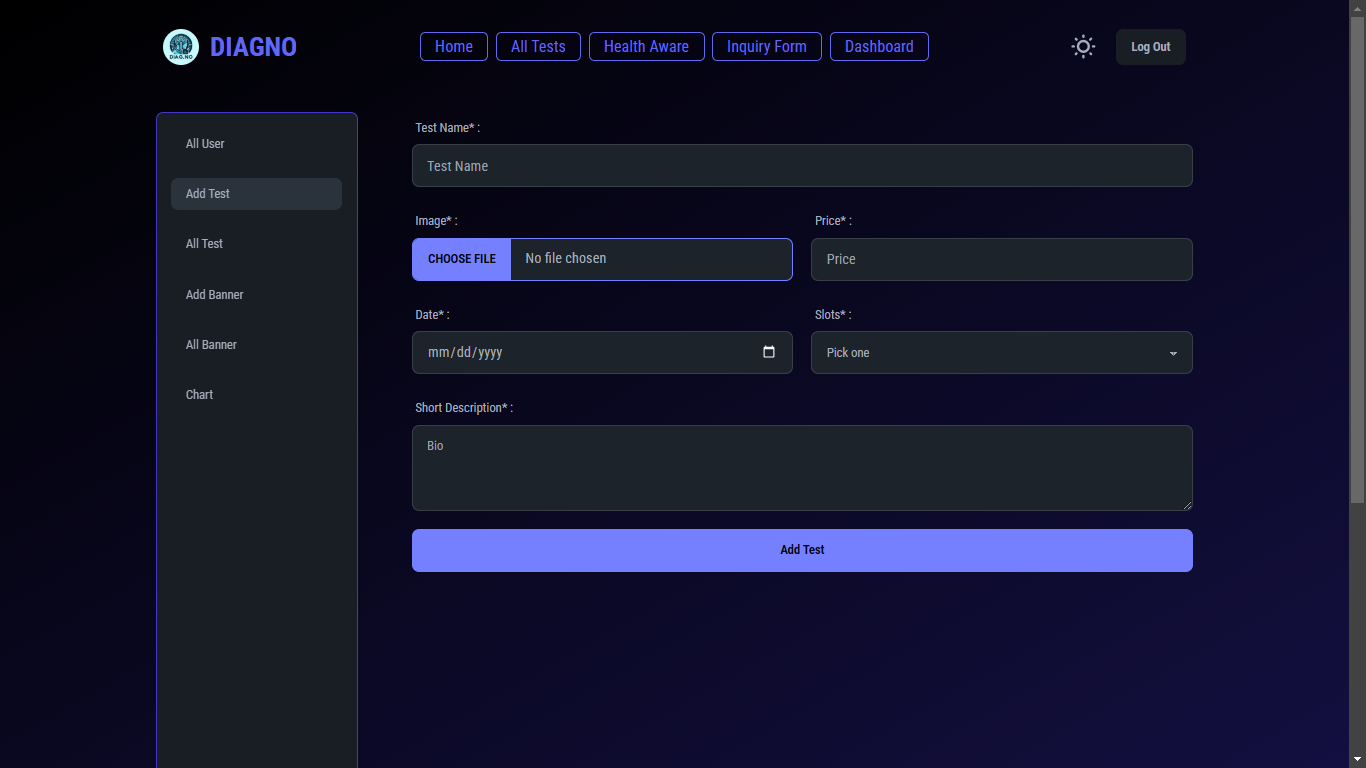 DIAGNO
Home
All Tests
Health Aware
Inquiry Form
Dashboard
Log Out
All User
Add Test
All Test
Add Banner
All Banner
Chart
Test Name* :
Test Name
Image* :
Price* :
CHOOSE FILE No file chosen
Price
Date* :
Slots* :
mm/dd/yyyy
Pick one
Short Description* :
Bio
Add Test